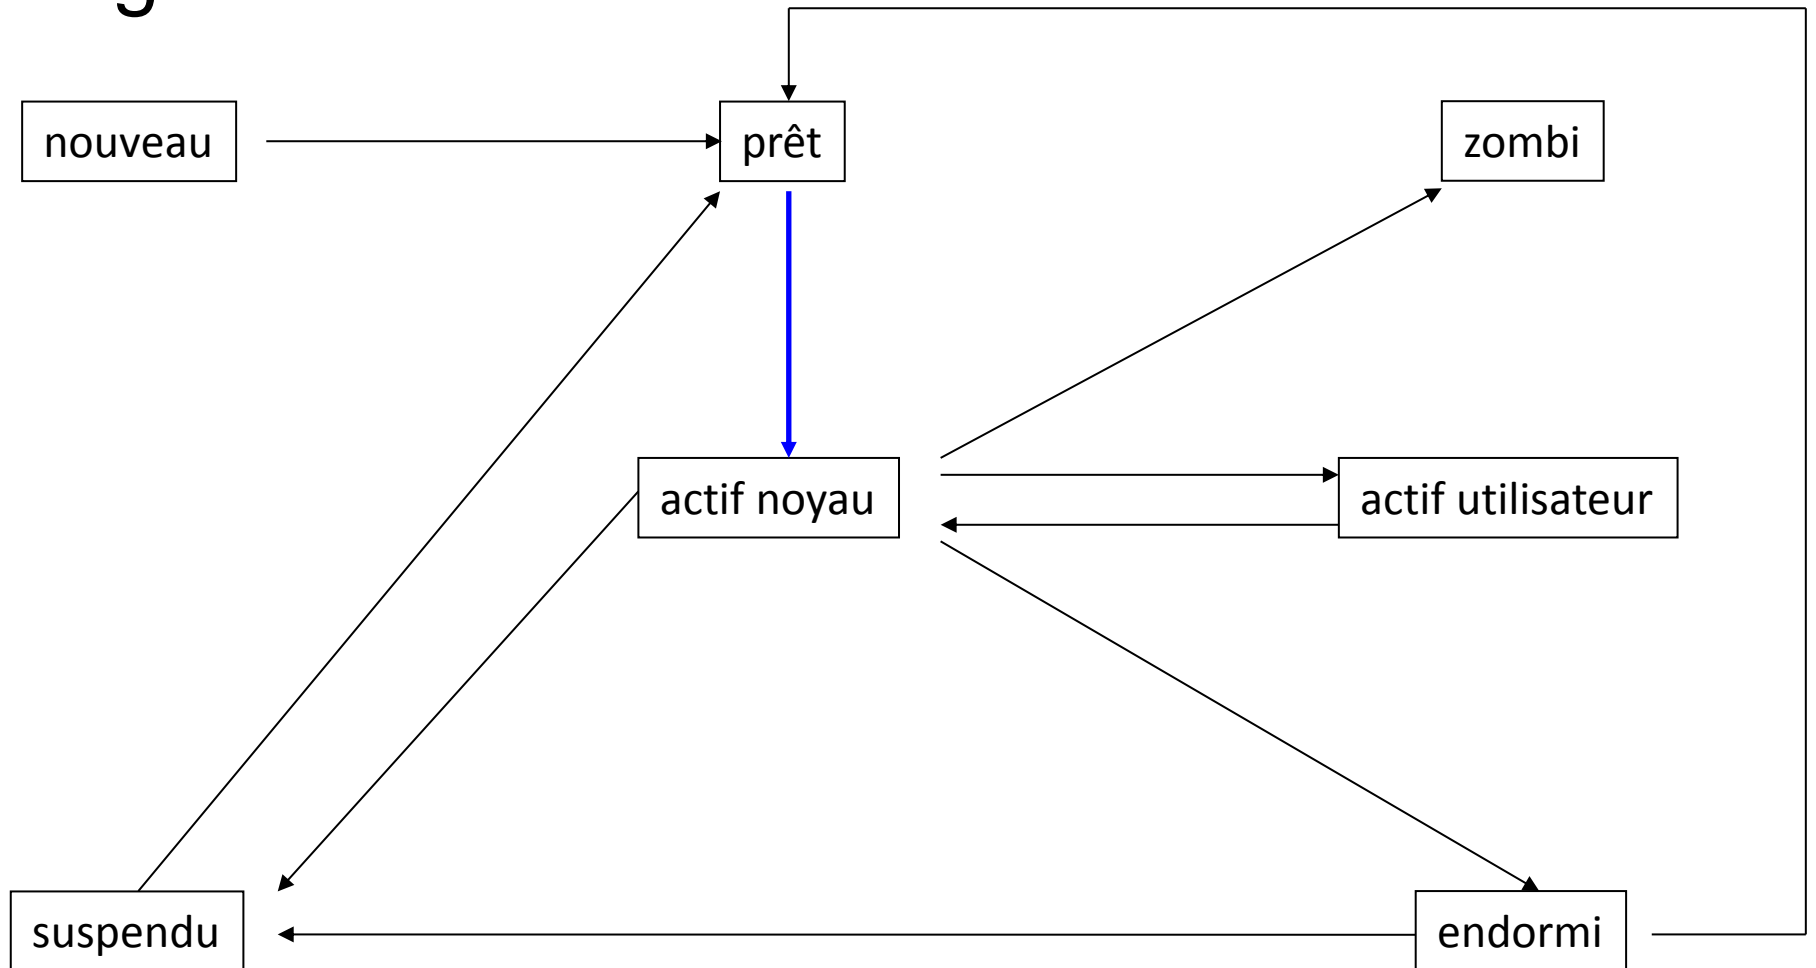 nouveau
prêt
zombi
actif noyau
actif utilisateur
suspendu
endormi